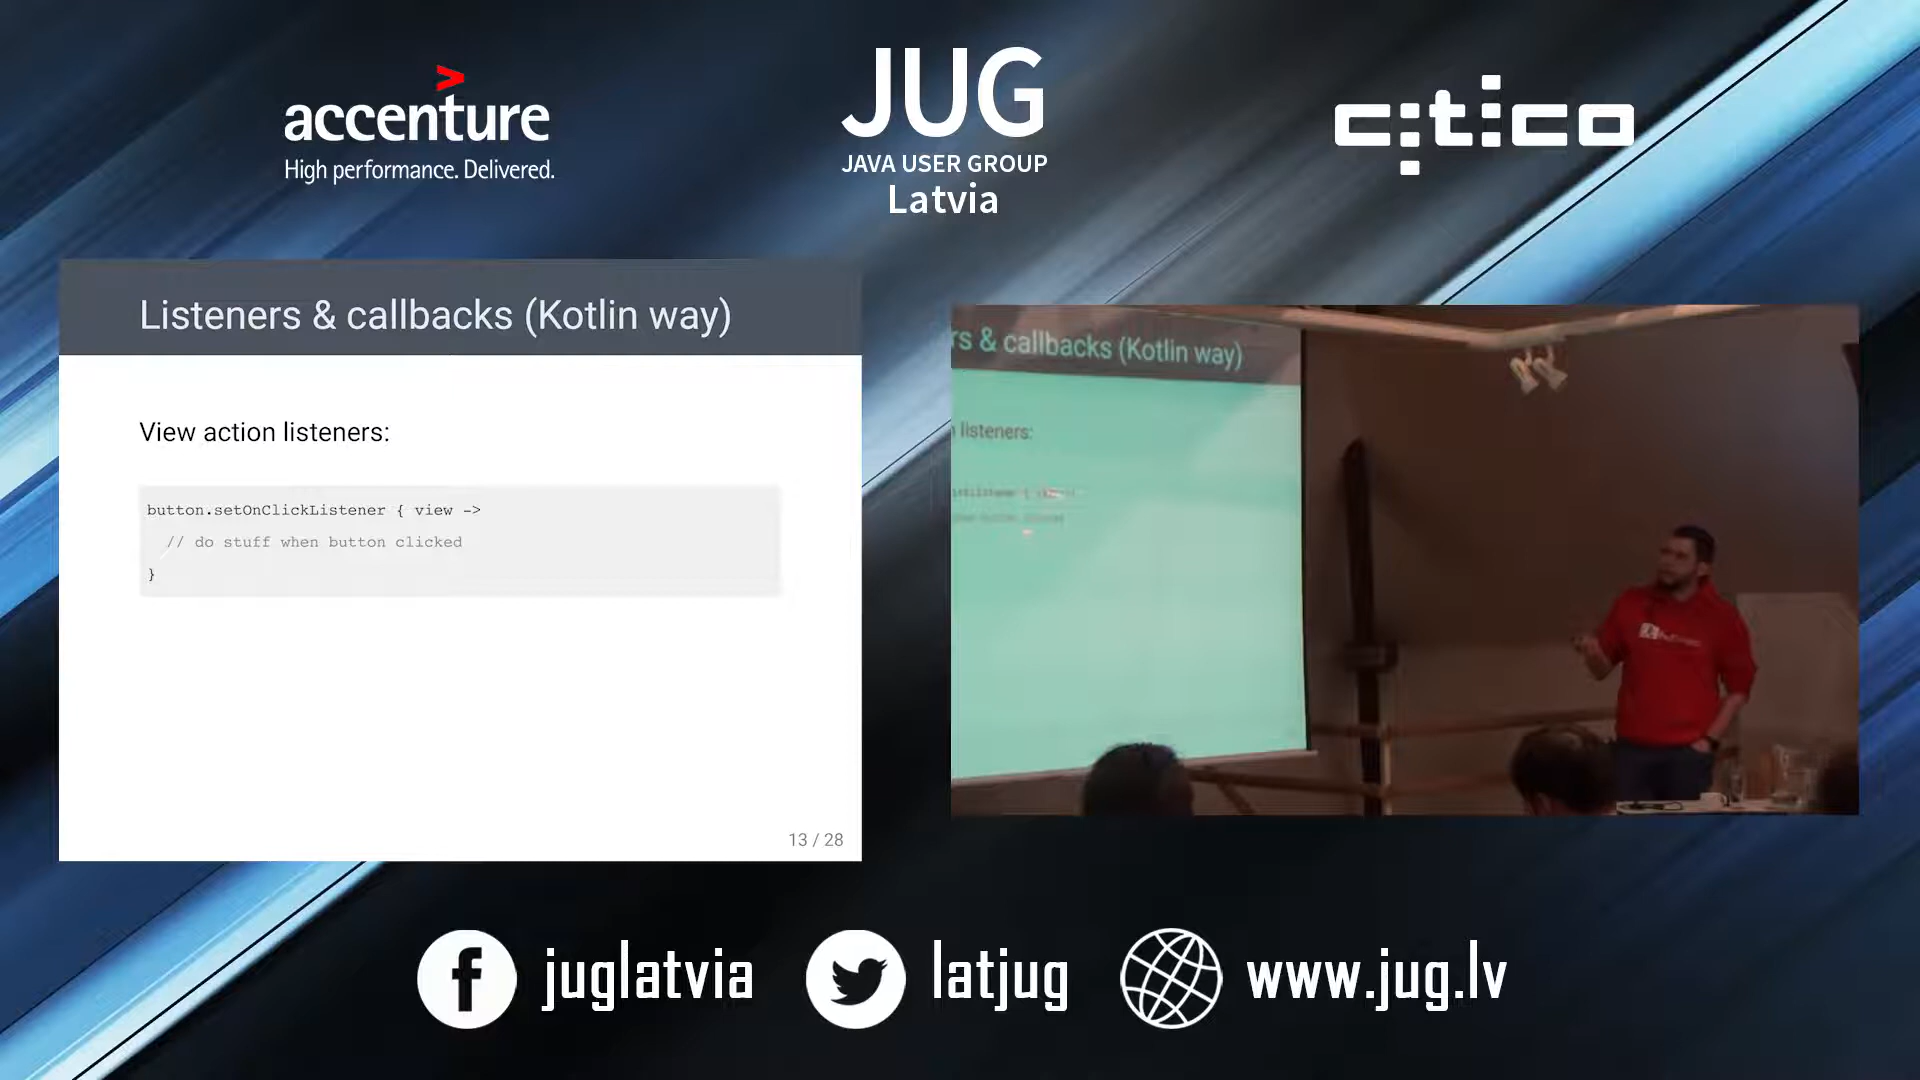 accenture
High performance. Delivered.
JUG
JAVA USER GROUP
Latvia
citco
Listeners & callbacks (Kotlin way)
View action listeners:
button.setOnClickListener { view ->
// do stuff when button clicked
}
13 / 28
rs & callbacks (Kotlin way)
listeners:
juglatvia
latjug
www.jug.lv